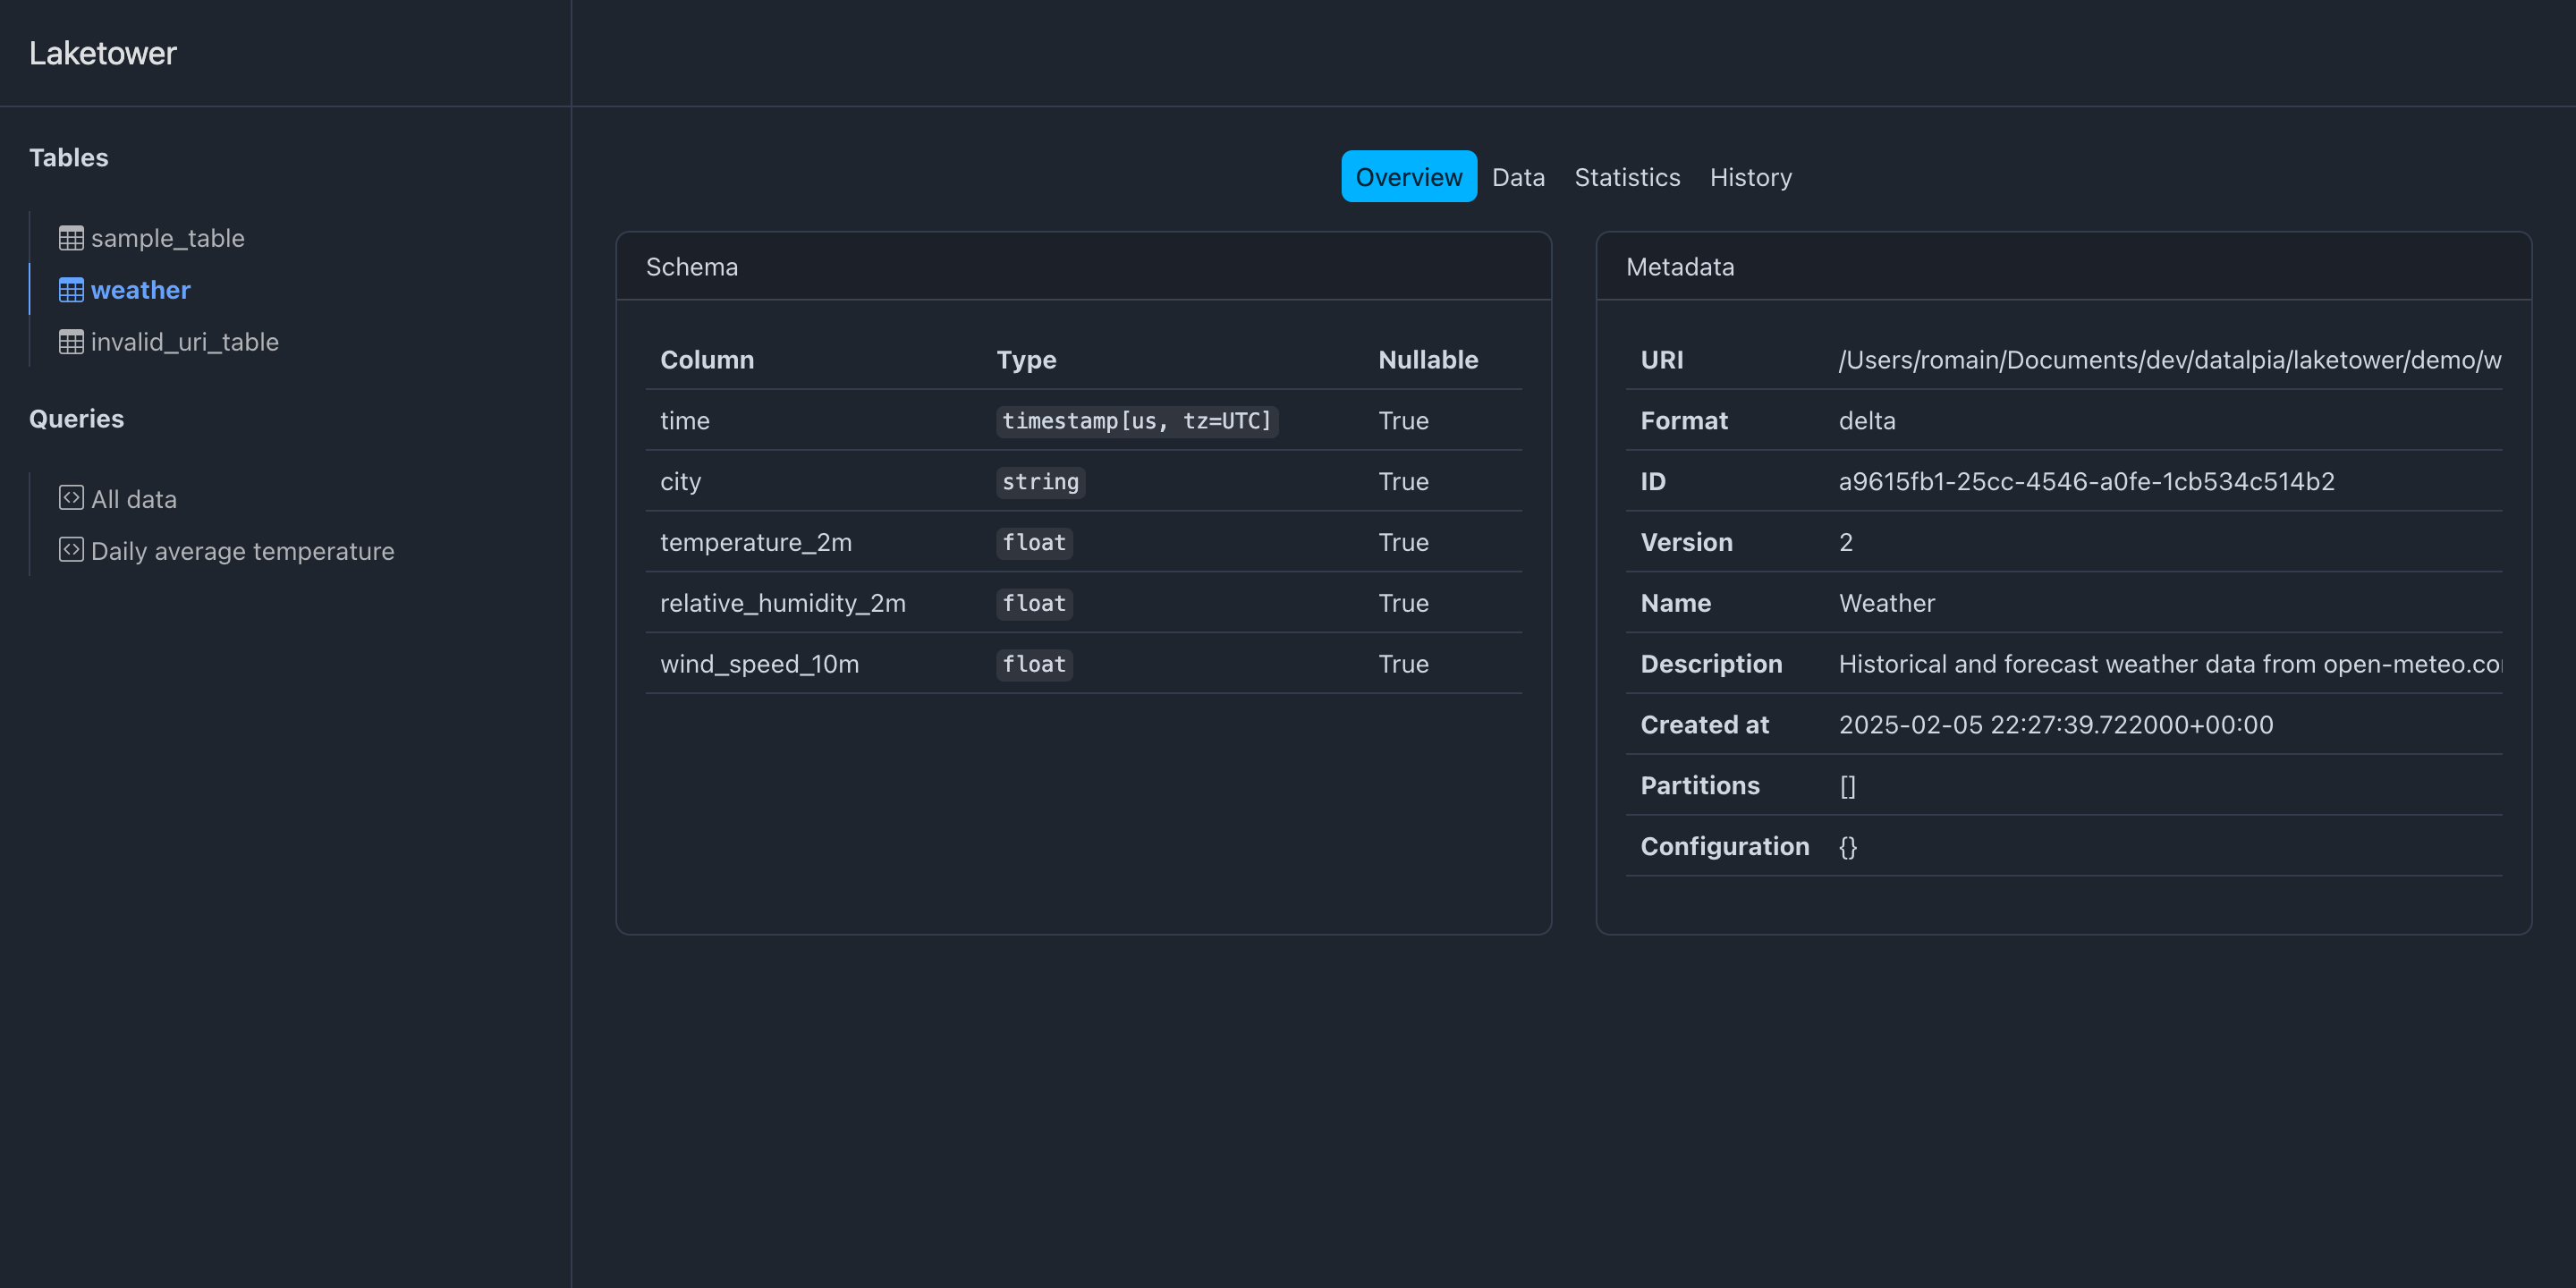 Laketower
Tables
sample_table
weather
invalid_uri_table
Queries
All data
Daily average temperature
Overview Data Statistics History
Schema
Column Type Nullable
time timestamp[us, tz=UTC] True
city string True
temperature_2m float True
relative_humidity_2m float True
wind_speed_10m float True
Metadata
URI /Users/romain/Documents/dev/datalpia/laketower/demo/w
Format delta
ID a9615fb1-25cc-4546-a0fe-1cb534c514b2
Version 2
Name Weather
Description Historical and forecast weather data from open-meteo.co
Created at 2025-02-05 22:27:39.722000+00:00
Partitions []
Configuration {}